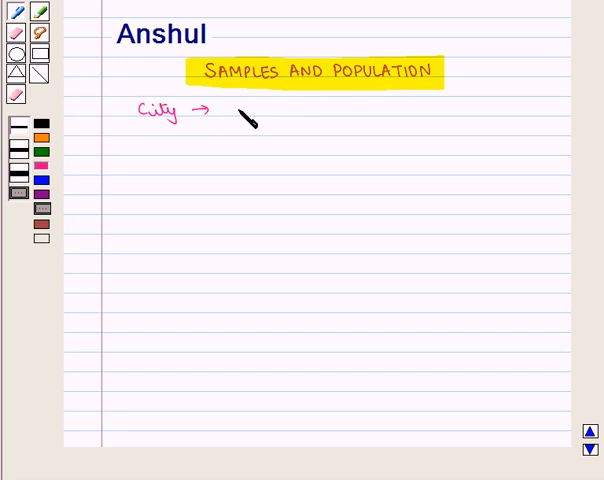 Anshul
SAMPLES AND POPULATION
City →